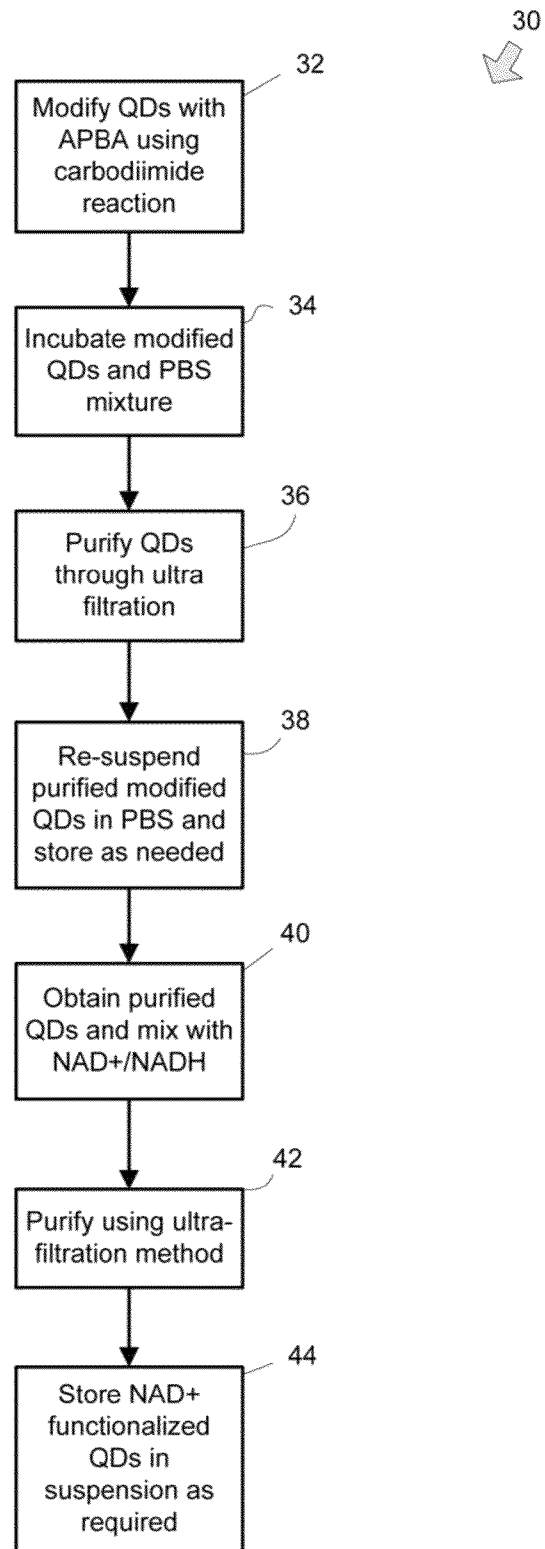 30
32
Modify QDs with
APBA using
carbodiimide
reaction
34
Incubate modified
QDs and PBS
mixture
36
Purify QDs
through ultra
filtration
38
Re-suspend
purified modified
QDs in PBS and
store as needed
40
Obtain purified
QDs and mix with
NAD+/NADH
42
Purify using ultra-
filtration method
44
Store NAD+
functionalized
QDs in
suspension as
required